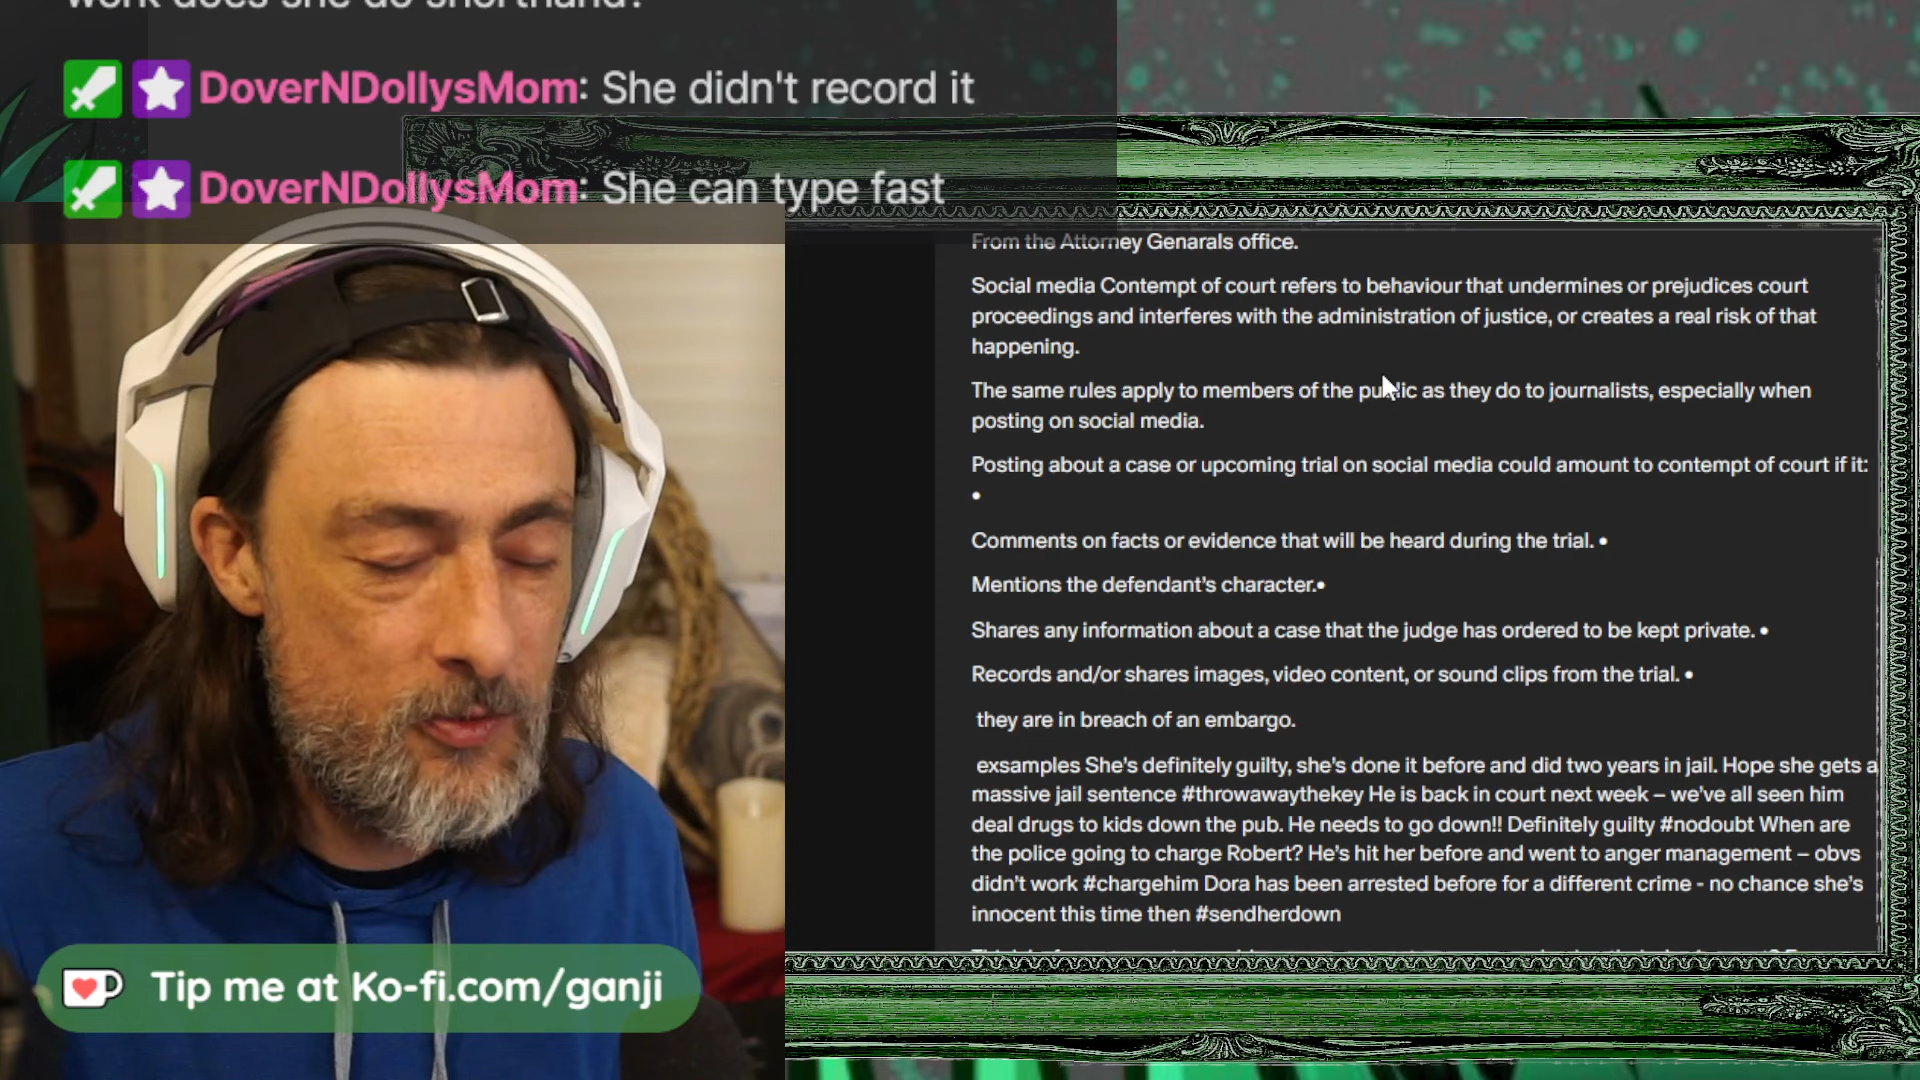 work does she do shorthand?
DoverNDollysMom: She didn't record it
DoverNDollysMom: She can type fast
From the Attorney Genarals office.
Social media Contempt of court refers to behaviour that undermines or prejudices court
proceedings and interferes with the administration of justice, or creates a real risk of that
happening.
The same rules apply to members of the public as they do to journalists, especially when
posting on social media.
Posting about a case or upcoming trial on social media could amount to contempt of court if it:
•
Comments on facts or evidence that will be heard during the trial. •
Mentions the defendant's character.•
Shares any information about a case that the judge has ordered to be kept private. •
Records and/or shares images, video content, or sound clips from the trial. •
they are in breach of an embargo.
exsamples She's definitely guilty, she's done it before and did two years in jail. Hope she gets a
massive jail sentence #throwawaythekey He is back in court next week – we've all seen him
deal drugs to kids down the pub. He needs to go down!! Definitely guilty #nodoubt When are
the police going to charge Robert? He's hit her before and went to anger management – obvs
didn't work #chargehim Dora has been arrested before for a different crime - no chance she's
innocent this time then #sendherdown
Tip me at Ko-fi.com/ganji